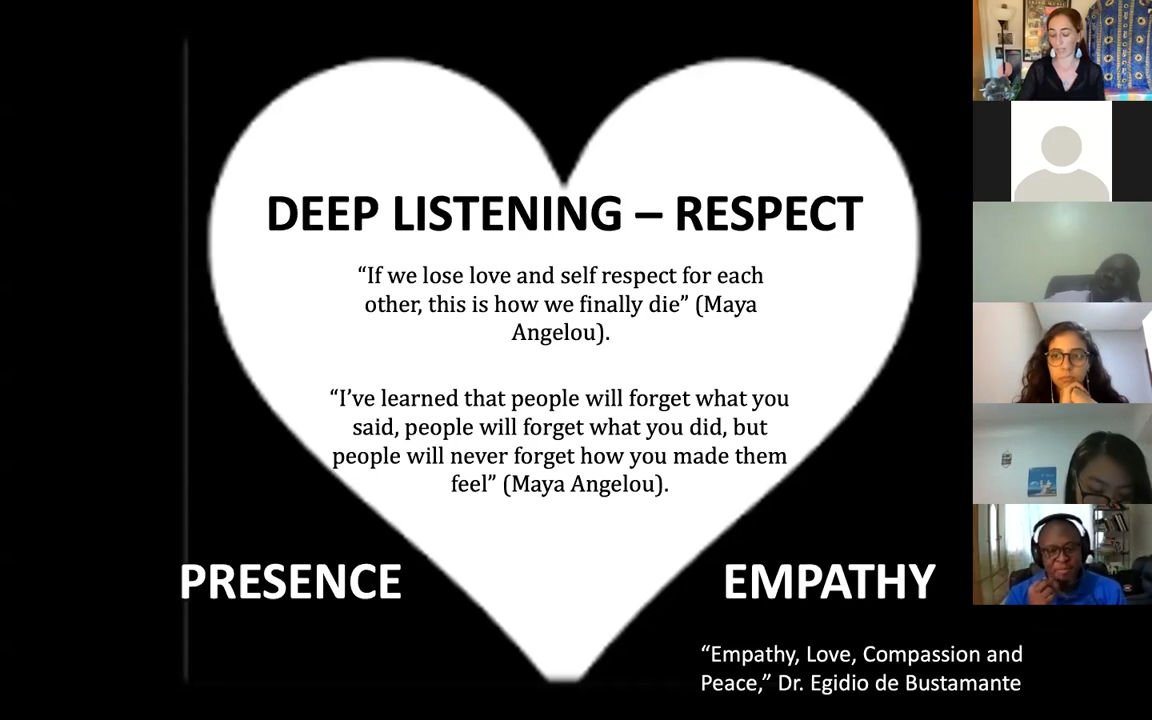 DEEP LISTENING – RESPECT
“If we lose love and self respect for each
other, this is how we finally die” (Maya
Angelou).
“I’ve learned that people will forget what you
said, people will forget what you did, but
people will never forget how you made them
feel” (Maya Angelou).
PRESENCE
EMPATHY
“Empathy, Love, Compassion and
Peace,” Dr. Egidio de Bustamante